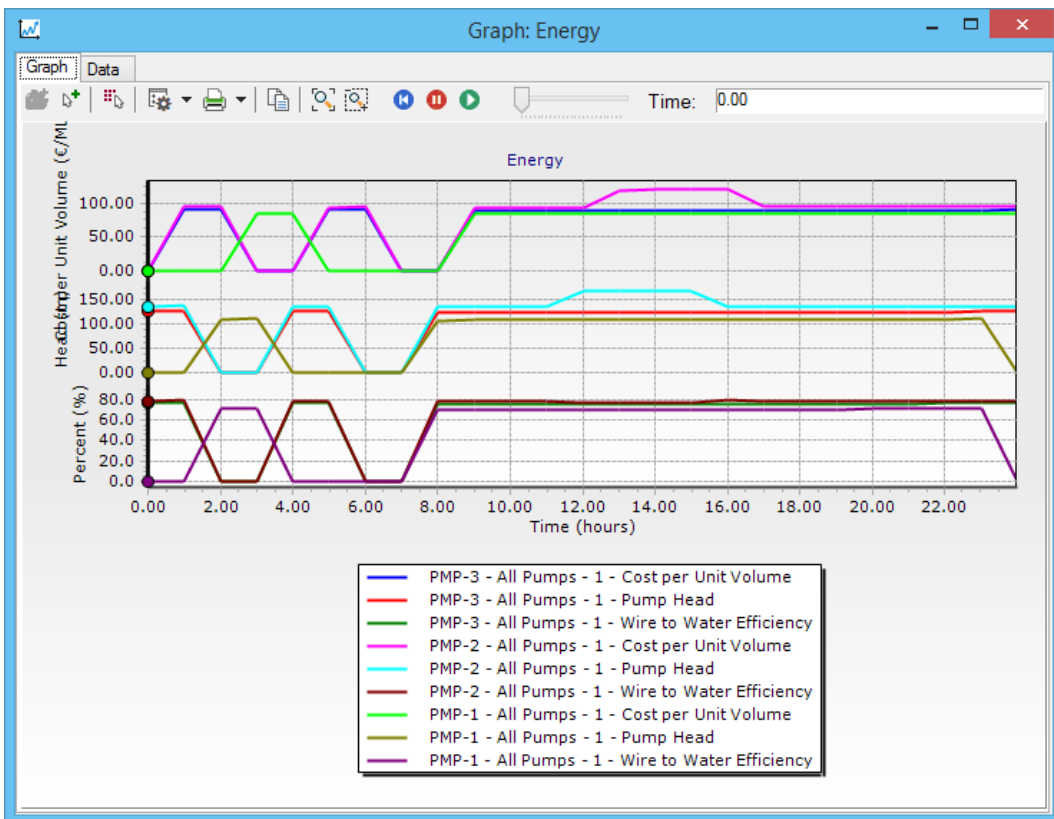 Graph: Energy
Graph Data
Time: 0.00
Energy
Cost per Unit Volume (€/ML
100.00
50.00
0.00
Head (m)
150.00
100.00
50.00
0.00
Percent (%)
80.0
60.0
40.0
20.0
0.0
0.00 2.00 4.00 6.00 8.00 10.00 12.00 14.00 16.00 18.00 20.00 22.00
Time (hours)
PMP-3 - All Pumps - 1 - Cost per Unit Volume
PMP-3 - All Pumps - 1 - Pump Head
PMP-3 - All Pumps - 1 - Wire to Water Efficiency
PMP-2 - All Pumps - 1 - Cost per Unit Volume
PMP-2 - All Pumps - 1 - Pump Head
PMP-2 - All Pumps - 1 - Wire to Water Efficiency
PMP-1 - All Pumps - 1 - Cost per Unit Volume
PMP-1 - All Pumps - 1 - Pump Head
PMP-1 - All Pumps - 1 - Wire to Water Efficiency